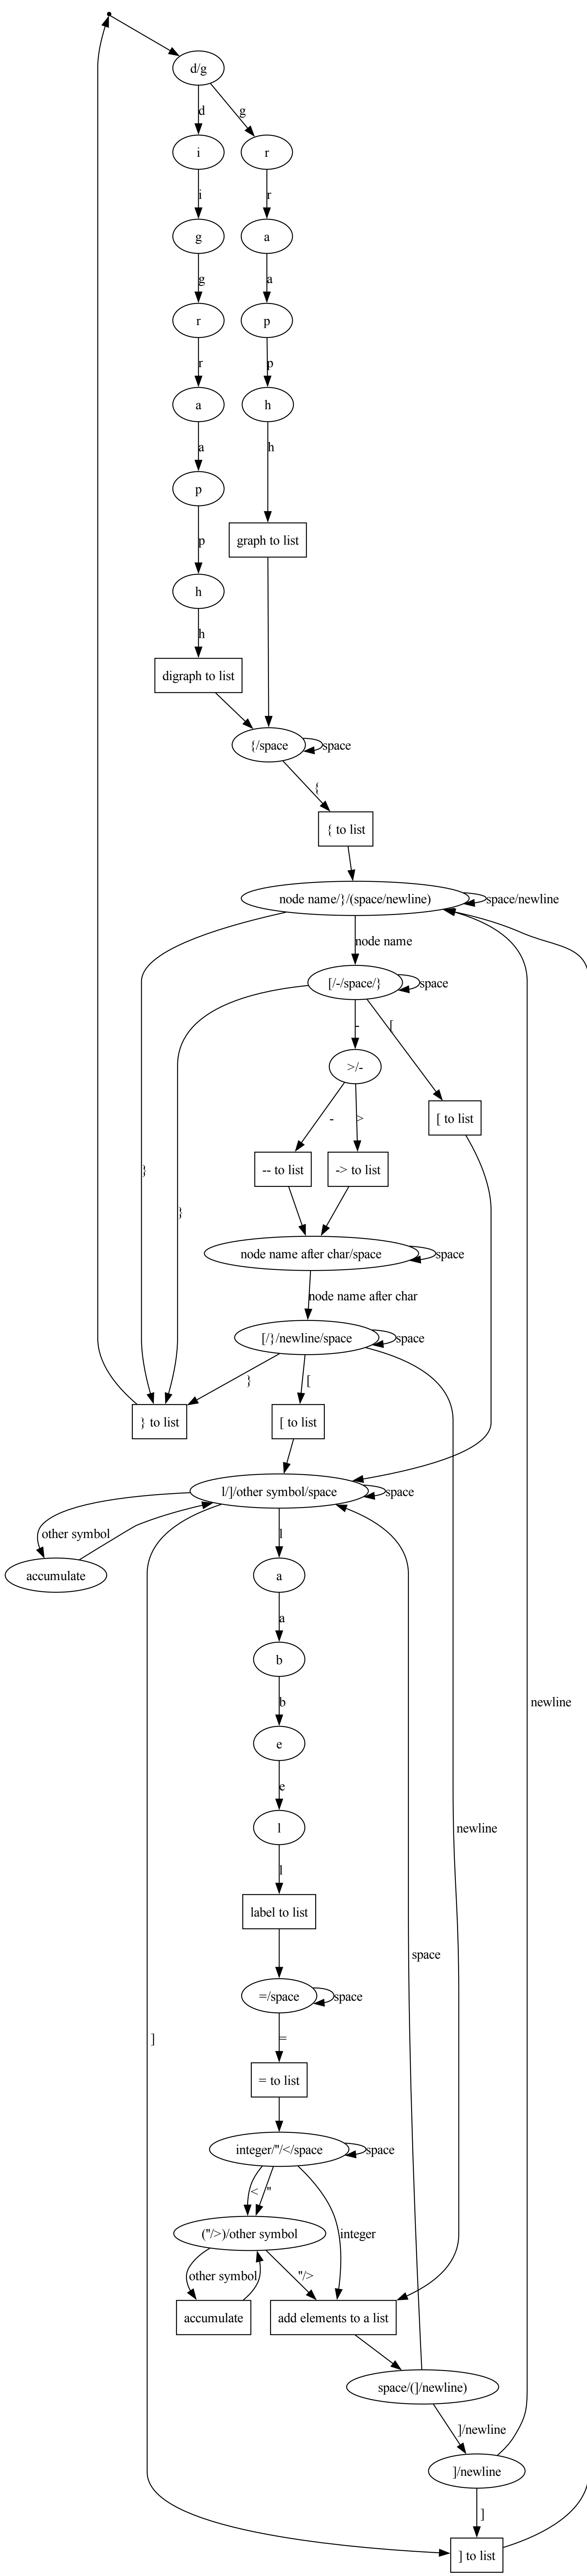 d/g
d
g
i
r
i
r
g
a
g
a
r
p
r
p
a
h
a
h
p
graph to list
p
h
h
digraph to list
{/space
space
{
{ to list
node name/}/(space/newline)
space/newline
node name
[/-/space/}
space
-
[
>/-
-
>
[ to list
}
-- to list
-> to list
}
node name after char/space
space
node name after char
[/}/newline/space
space
}
[
} to list
[ to list
l/]/other symbol/space
space
other symbol
l
accumulate
a
a
b
newline
b
e
newline
e
l
l
label to list
space
=/space
space
]
=
= to list
integer/"/</space
space
<
"
("/>)/other symbol
integer
other symbol
"/>
accumulate
add elements to a list
space/(]/newline)
]/newline
]/newline
]
] to list